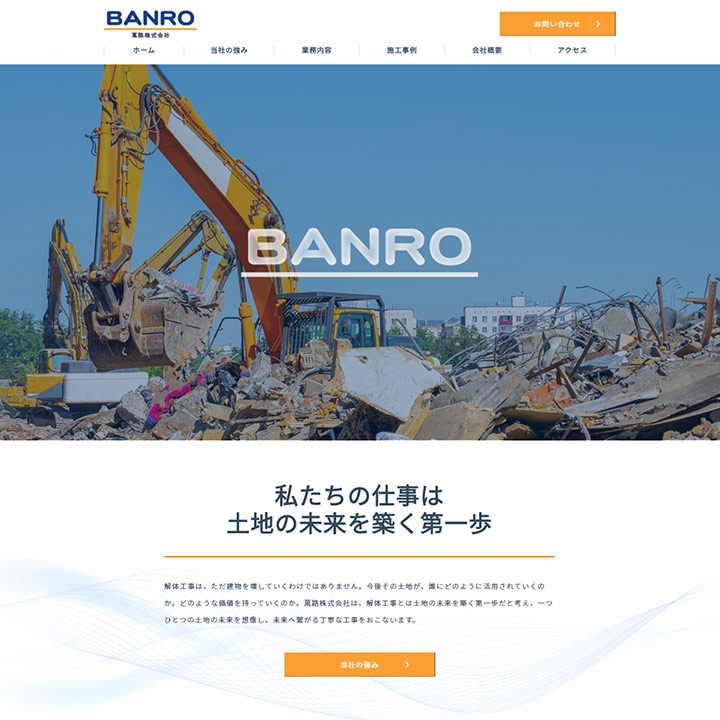 BANRO
萬路株式会社
お問い合わせ
ホーム
当社の強み
業務内容
施工事例
会社概要
アクセス
BANRO
私たちの仕事は
土地の未来を築く第一歩
解体工事は、ただ建物を壊していくわけではありません。今後その土地が、誰にどのように活用されていくの
か。どのような価値を持っていくのか。萬路株式会社は、解体工事とは土地の未来を築く第一歩だと考え、一つ
ひとつの土地の未来を想像し、未来へ繋がる丁寧な工事をおこないます。
当社の強み